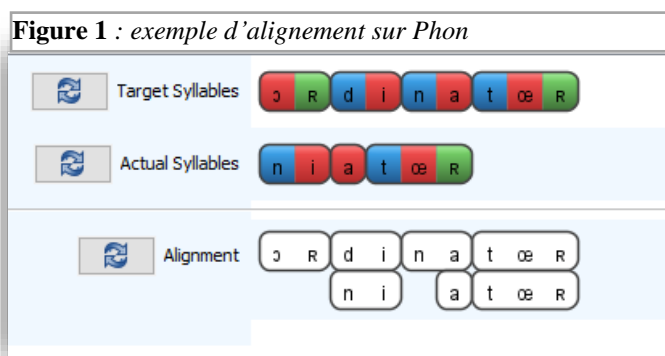 Figure 1 : exemple d’alignement sur Phon
Target Syllables ɔ ʀ d i n a t œ ʀ
Actual Syllables n i a t œ ʀ
Alignment ɔ ʀ d i n a t œ ʀ
n i a t œ ʀ